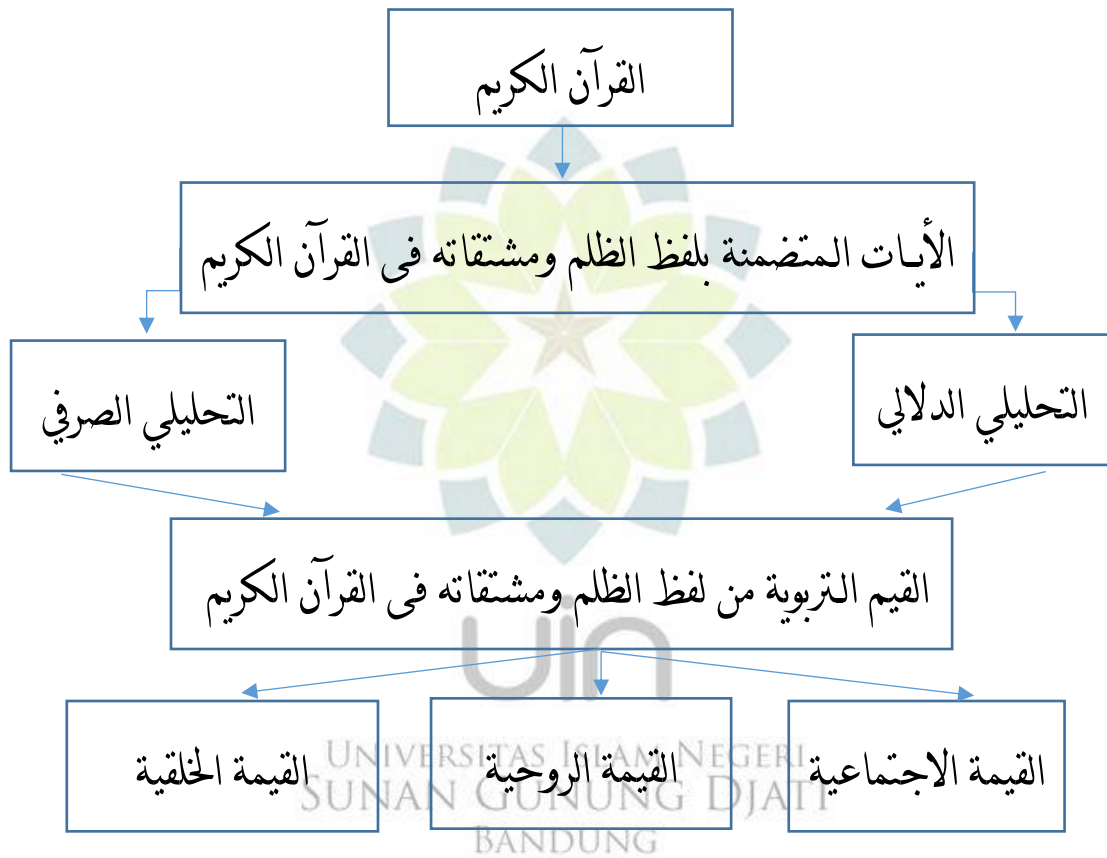 القرآن الكريم
الأيات المتضمنة بلفظ الظلم ومشتقاته فى القرآن الكريم
التحليلي الدلالي
التحليلي الصرفي
القيم التربوية من لفظ الظلم ومشتقاته فى القرآن الكريم
القيمة الاجتماعية
القيمة الروحية
القيمة الخلقية
uin
UNIVERSITAS ISLAM NEGERI
SUNAN GUNUNG DJATI
BANDUNG